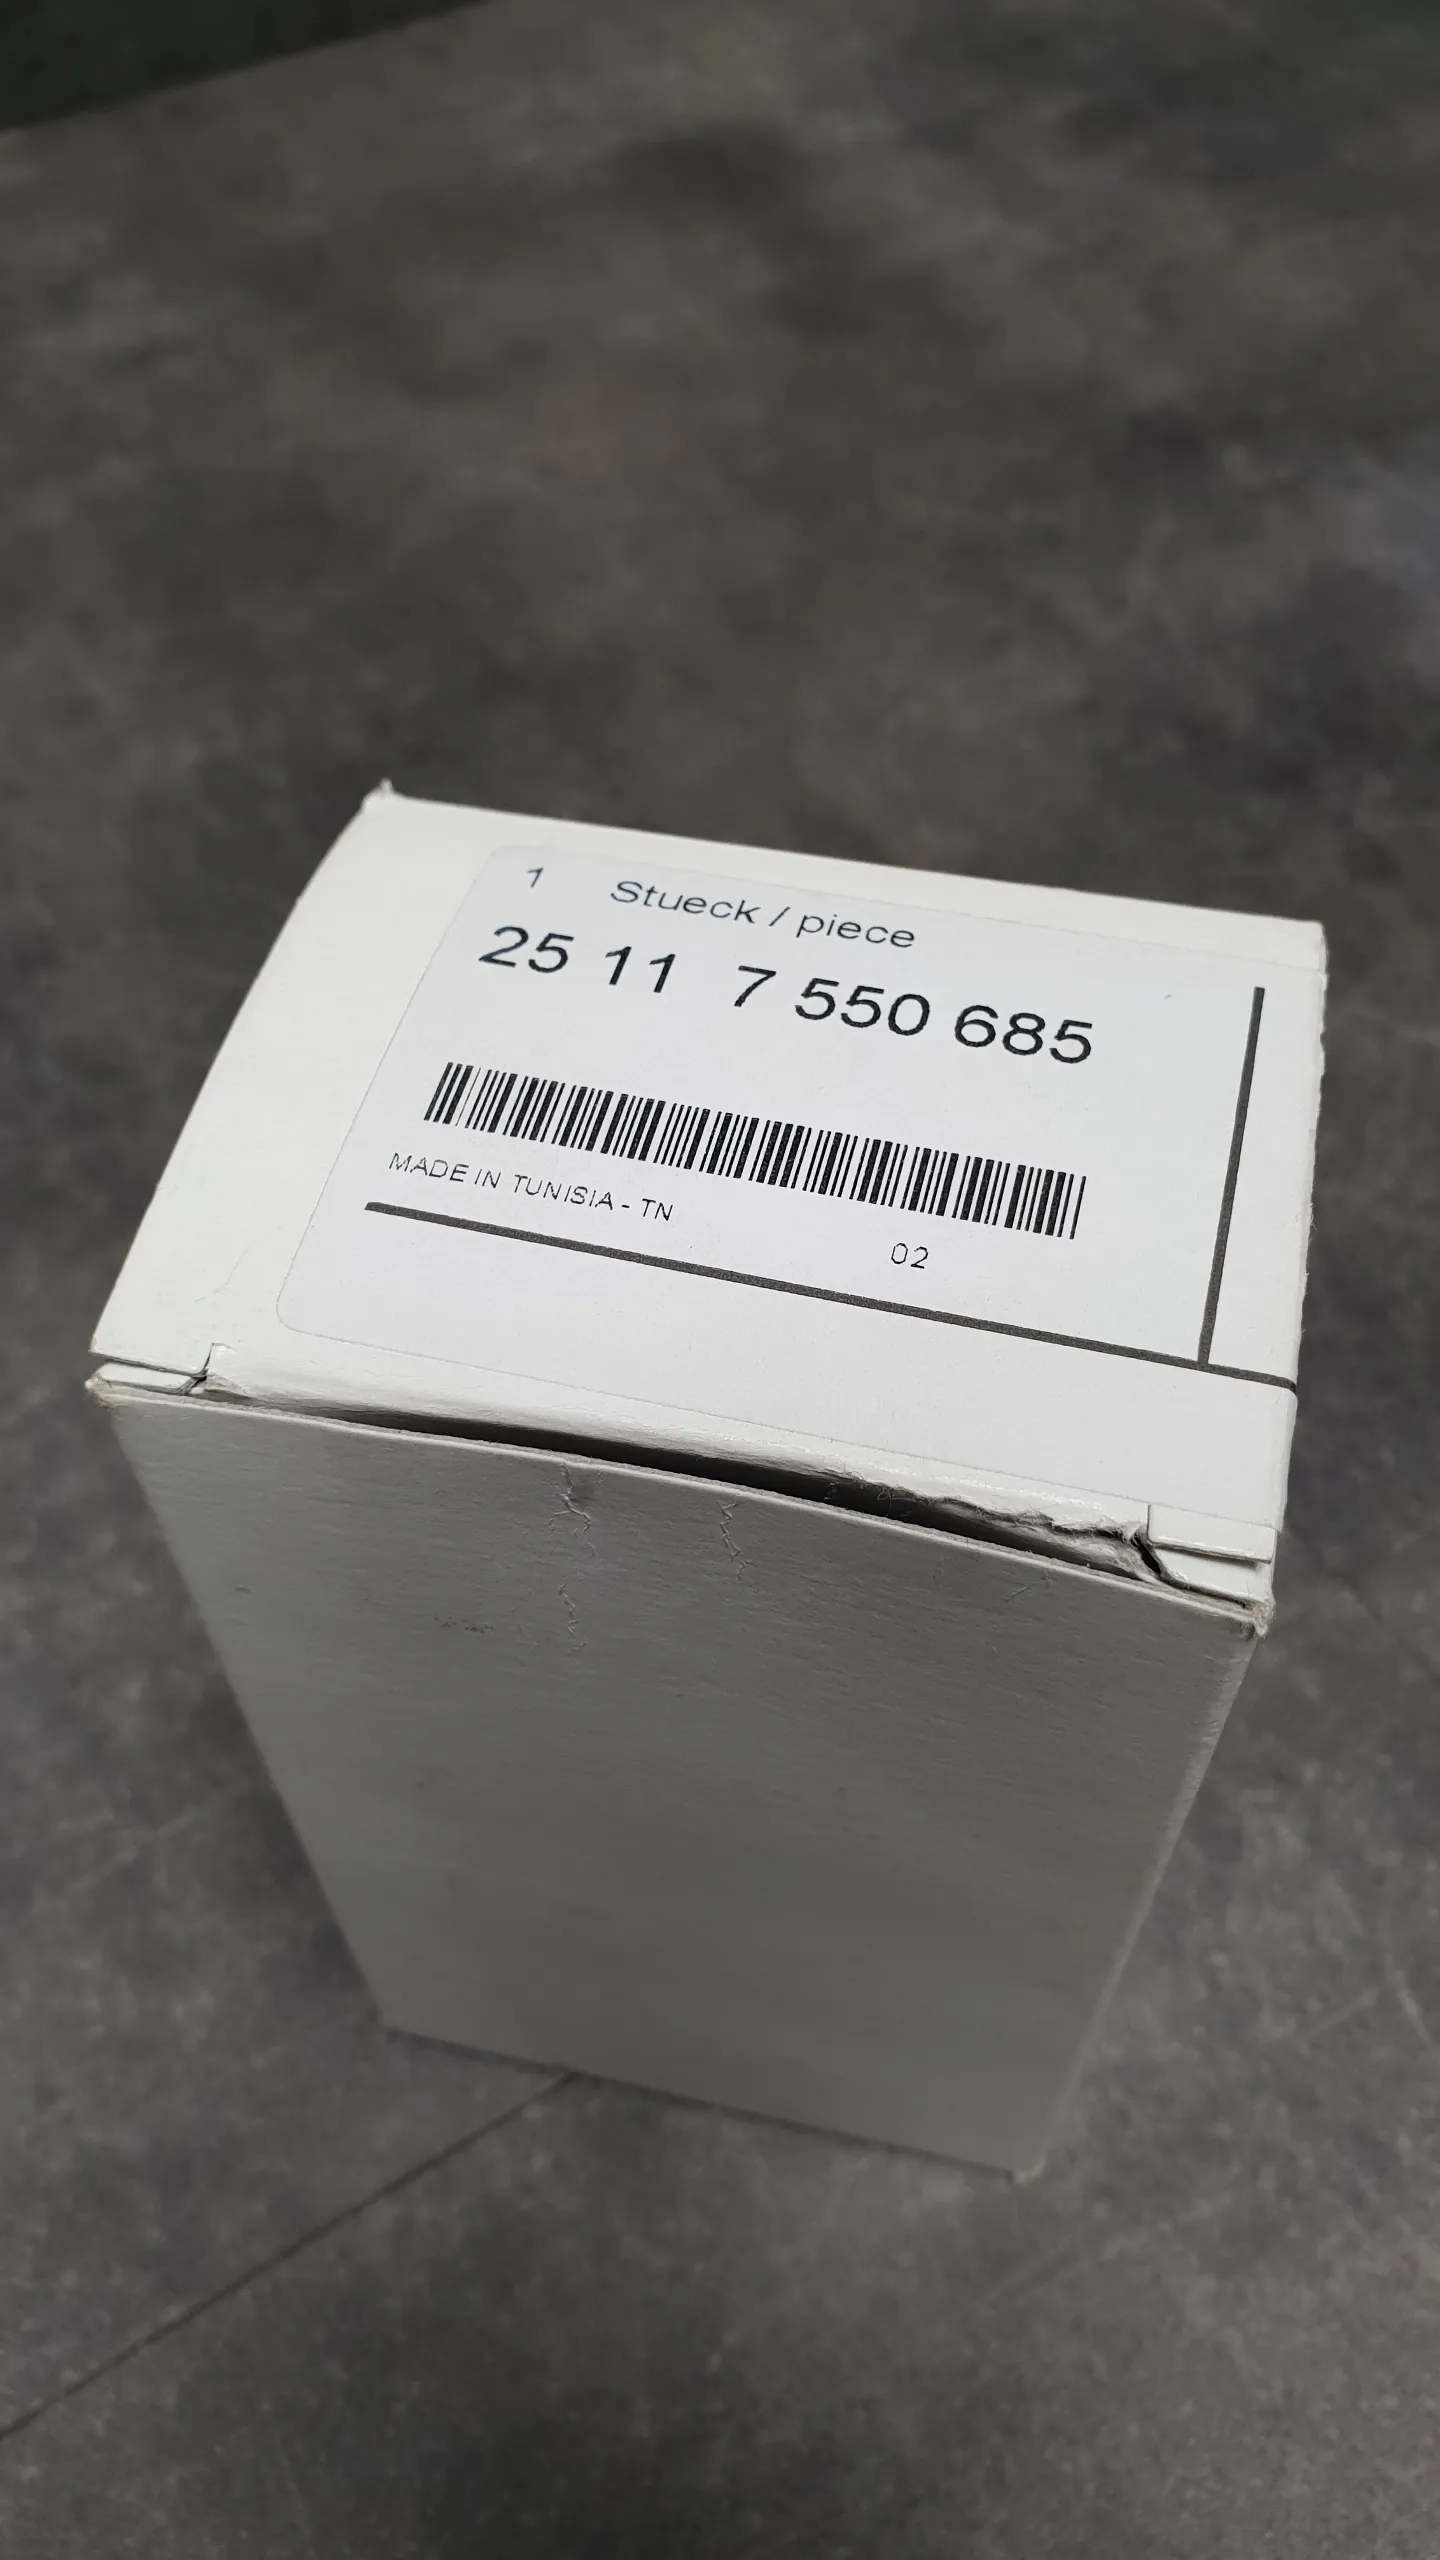 1 Stueck / piece
25 11 7 550 685
MADE IN TUNISIA - TN
02